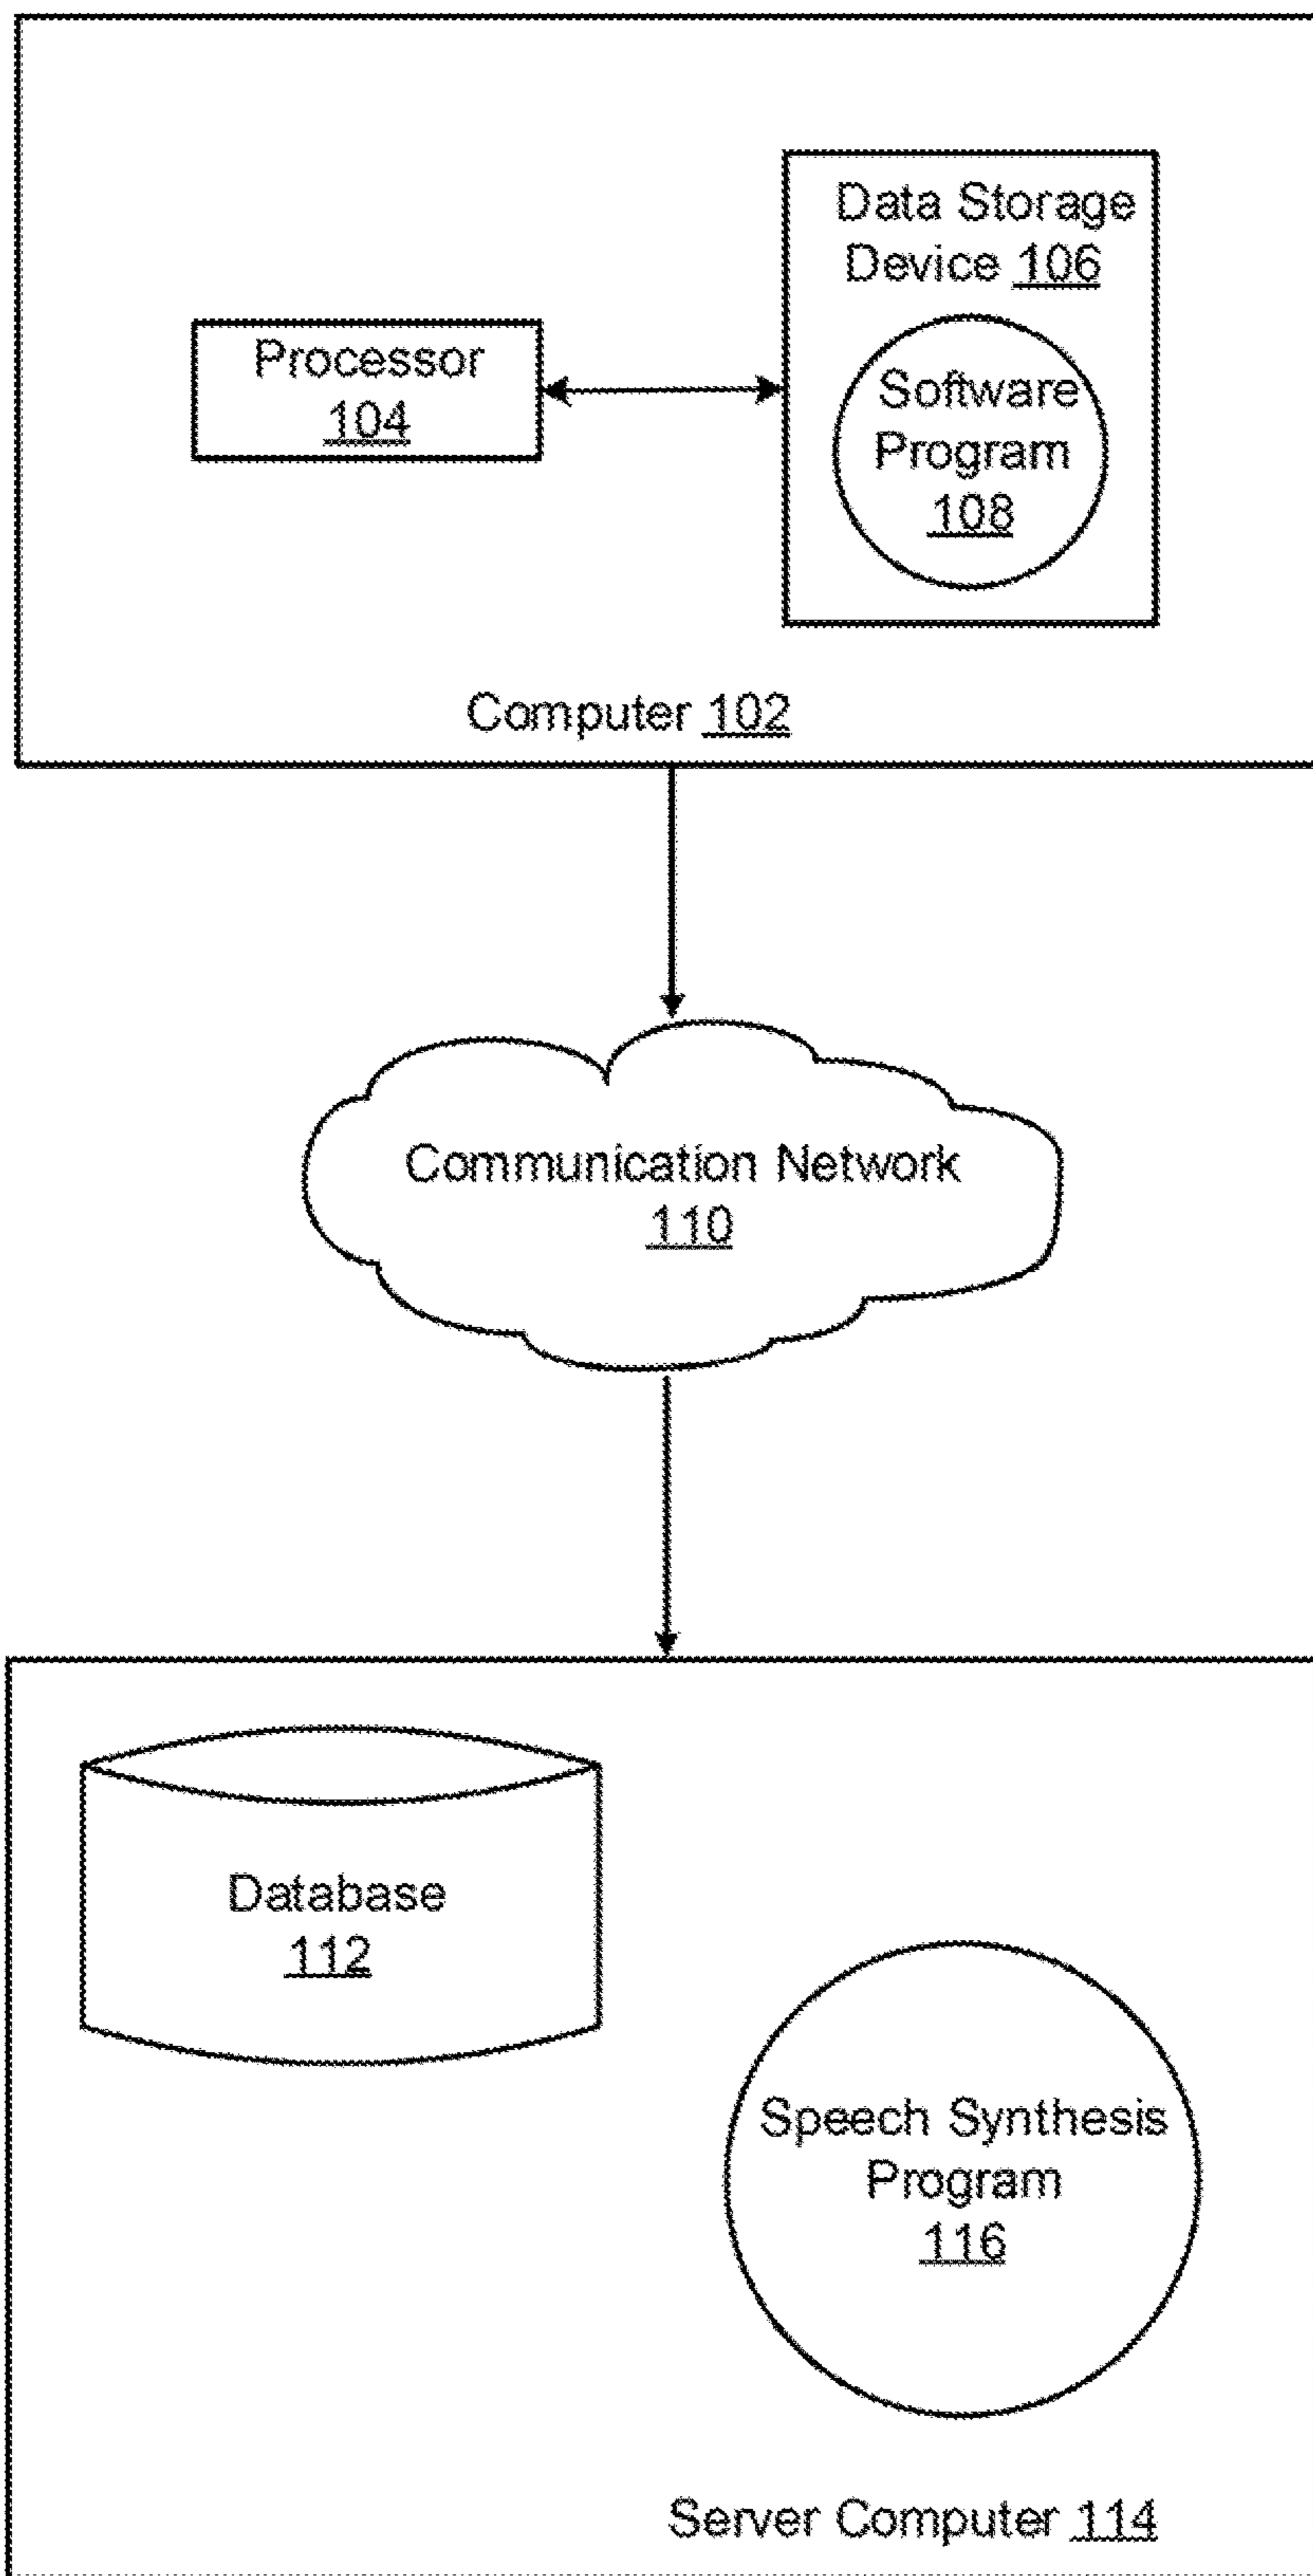 Data Storage
Device 106
Processor
104
Software
Program
108
Computer 102
Communication Network
110
Database
112
Speech Synthesis
Program
116
Server Computer 114